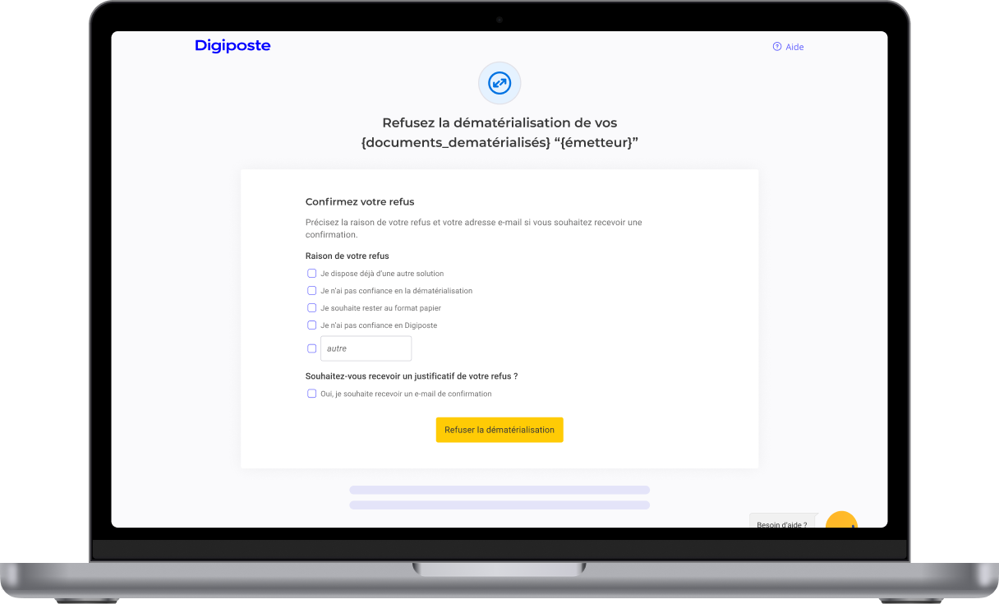 Digiposte
Aide
Refusez la dématérialisation de vos
{documents_dematérialisés} “{émetteur}”
Confirmez votre refus
Précisez la raison de votre refus et votre adresse e-mail si vous souhaitez recevoir une
confirmation.
Raison de votre refus
Je dispose déjà d’une autre solution
Je n’ai pas confiance en la dématérialisation
Je souhaite rester au format papier
Je n’ai pas confiance en Digiposte
autre
Souhaitez-vous recevoir un justificatif de votre refus ?
Oui, je souhaite recevoir un e-mail de confirmation
Refuser la dématérialisation
Besoin d’aide ?